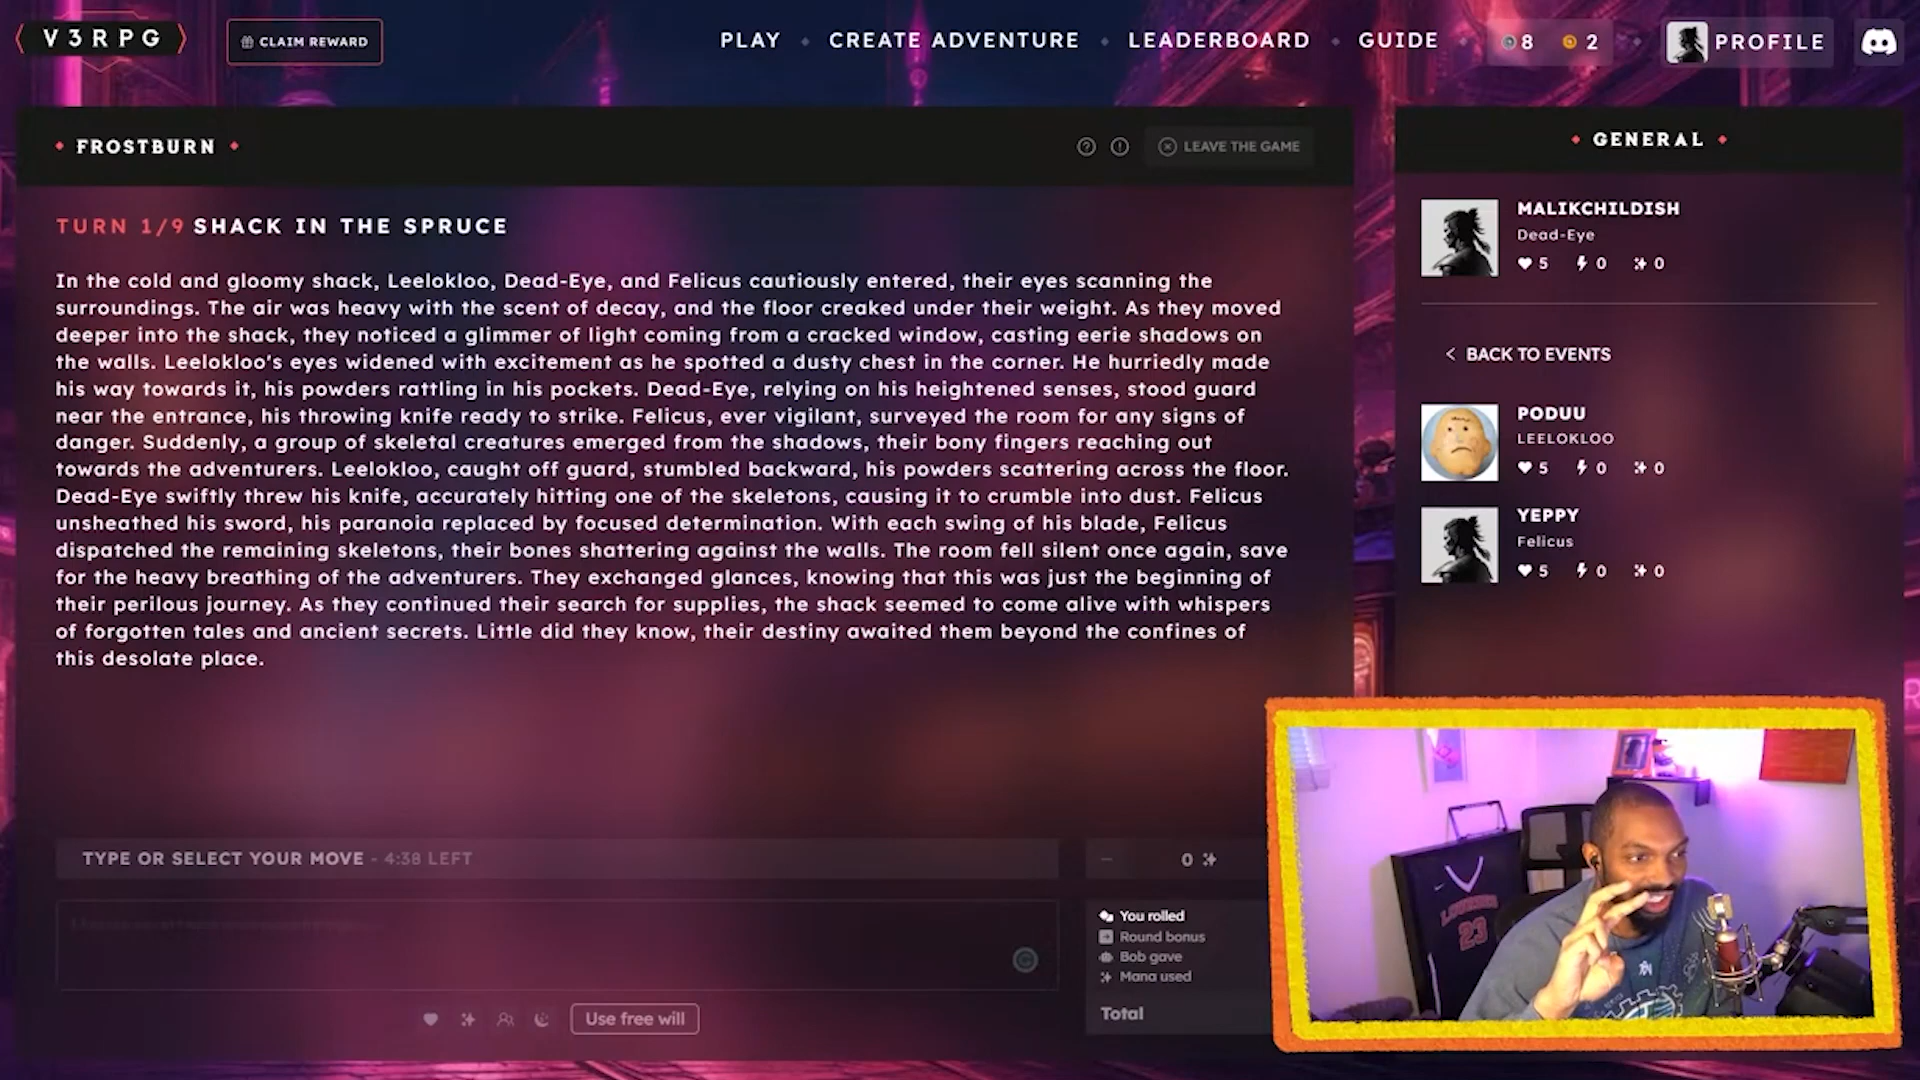 V3RPG
CLAIM REWARD
PLAY
CREATE ADVENTURE
LEADERBOARD
GUIDE
8
2
PROFILE
FROSTBURN
LEAVE THE GAME
TURN 1/9 SHACK IN THE SPRUCE
In the cold and gloomy shack, Leelokloo, Dead-Eye, and Felicus cautiously entered, their eyes scanning the
surroundings. The air was heavy with the scent of decay, and the floor creaked under their weight. As they moved
deeper into the shack, they noticed a glimmer of light coming from a cracked window, casting eerie shadows on
the walls. Leelokloo's eyes widened with excitement as he spotted a dusty chest in the corner. He hurriedly made
his way towards it, his powders rattling in his pockets. Dead-Eye, relying on his heightened senses, stood guard
near the entrance, his throwing knife ready to strike. Felicus, ever vigilant, surveyed the room for any signs of
danger. Suddenly, a group of skeletal creatures emerged from the shadows, their bony fingers reaching out
towards the adventurers. Leelokloo, caught off guard, stumbled backward, his powders scattering across the floor.
Dead-Eye swiftly threw his knife, accurately hitting one of the skeletons, causing it to crumble into dust. Felicus
unsheathed his sword, his paranoia replaced by focused determination. With each swing of his blade, Felicus
dispatched the remaining skeletons, their bones shattering against the walls. The room fell silent once again, save
for the heavy breathing of the adventurers. They exchanged glances, knowing that this was just the beginning of
their perilous journey. As they continued their search for supplies, the shack seemed to come alive with whispers
of forgotten tales and ancient secrets. Little did they know, their destiny awaited them beyond the confines of
this desolate place.
TYPE OR SELECT YOUR MOVE - 4:38 LEFT
0
You rolled
Round bonus
Bob gave
Mana used
Total
Use free will
GENERAL
MALIKCHILDISH
Dead-Eye
5 0 0
< BACK TO EVENTS
PODUU
LEELOKLOO
5 0 0
YEPPY
Felicus
5 0 0
23